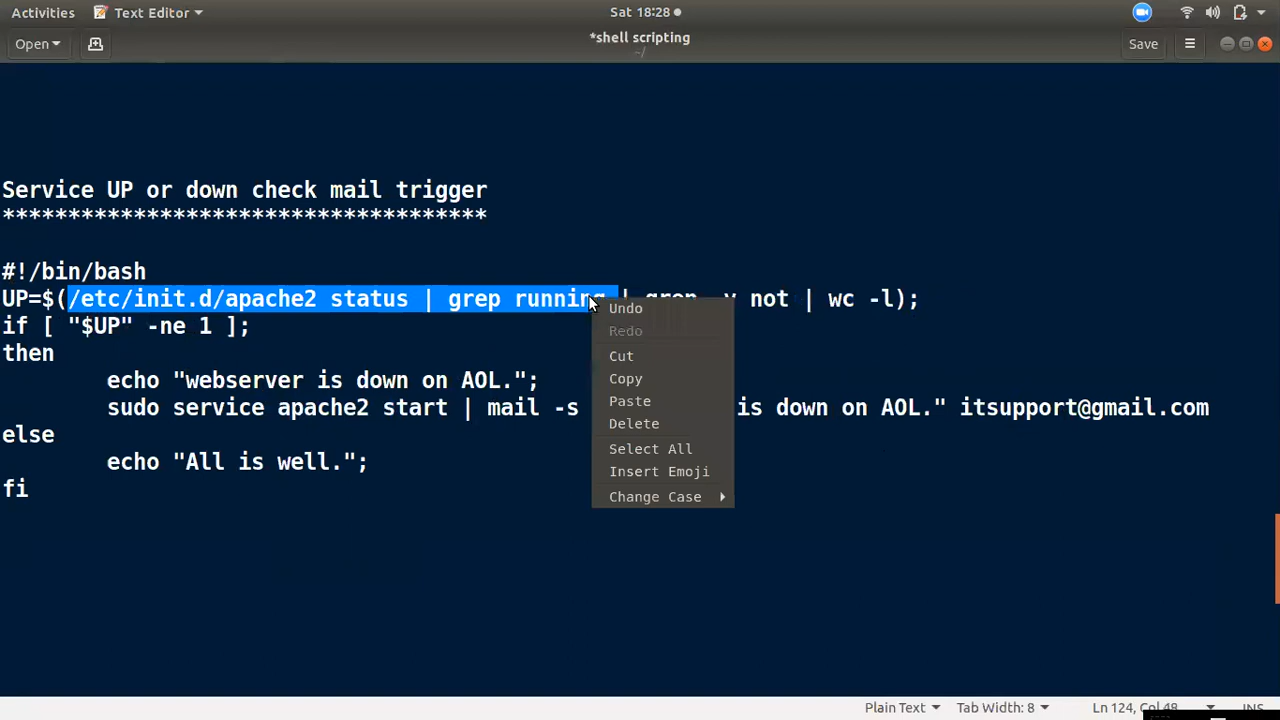 Activities Text Editor Sat 18:28
Open *shell scripting Save
~/
Service UP or down check mail trigger
*************************************
#!/bin/bash
UP=$(/etc/init.d/apache2 status | grep running | grep -v not | wc -l);
if [ "$UP" -ne 1 ];
then
echo "webserver is down on AOL.";
sudo service apache2 start | mail -s is down on AOL." itsupport@gmail.com
else
echo "All is well.";
fi
Undo
Redo
Cut
Copy
Paste
Delete
Select All
Insert Emoji
Change Case
Plain Text Tab Width: 8 Ln 124, Col 48 INS